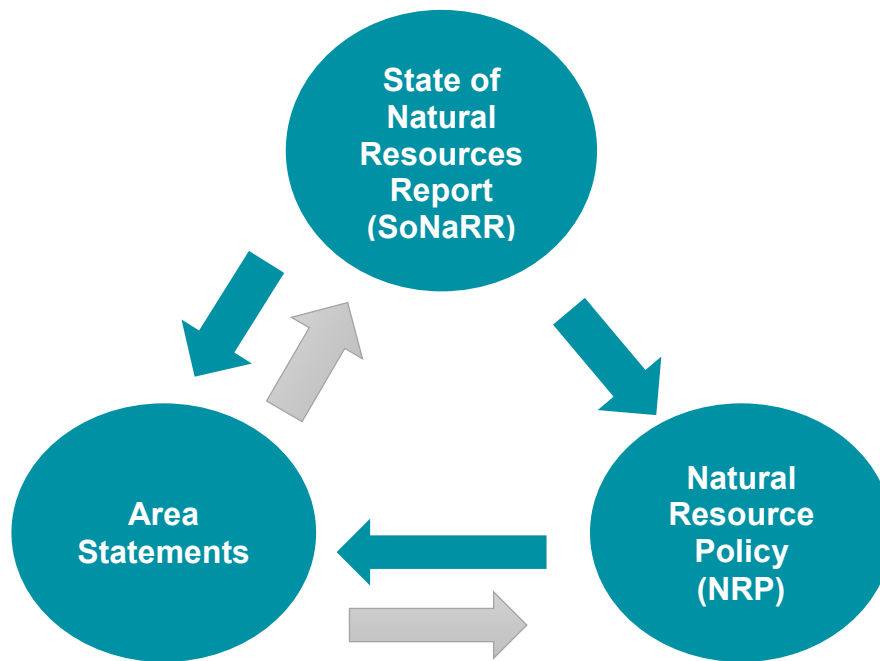 State of
Natural
Resources
Report
(SoNaRR)
Area
Statements
Natural
Resource
Policy
(NRP)